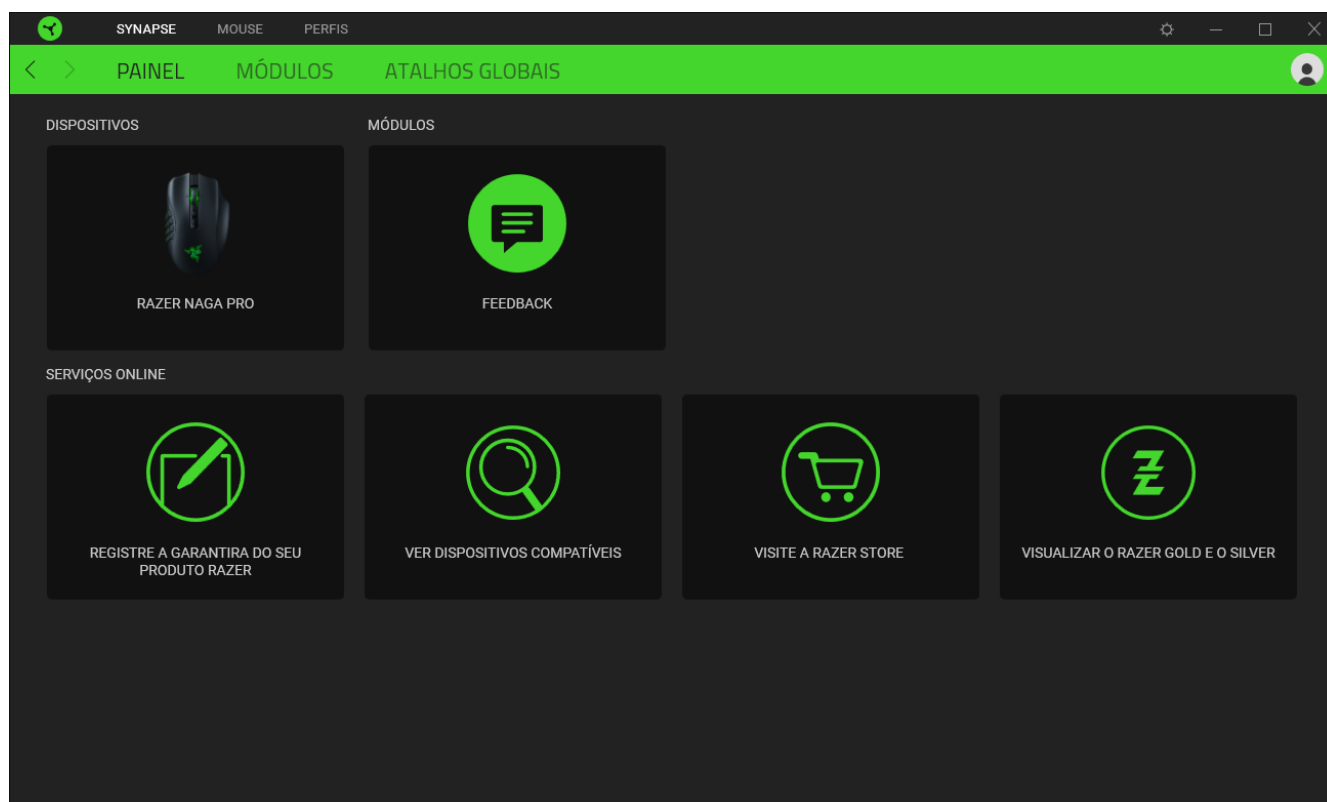 SYNAPSE MOUSE PERFIS
PAINEL MÓDULOS ATALHOS GLOBAIS
DISPOSITIVOS MÓDULOS
RAZER NAGA PRO FEEDBACK
SERVIÇOS ONLINE
REGISTRE A GARANTIRA DO SEU
PRODUTO RAZER
VER DISPOSITIVOS COMPATÍVEIS
VISITE A RAZER STORE
VISUALIZAR O RAZER GOLD E O SILVER